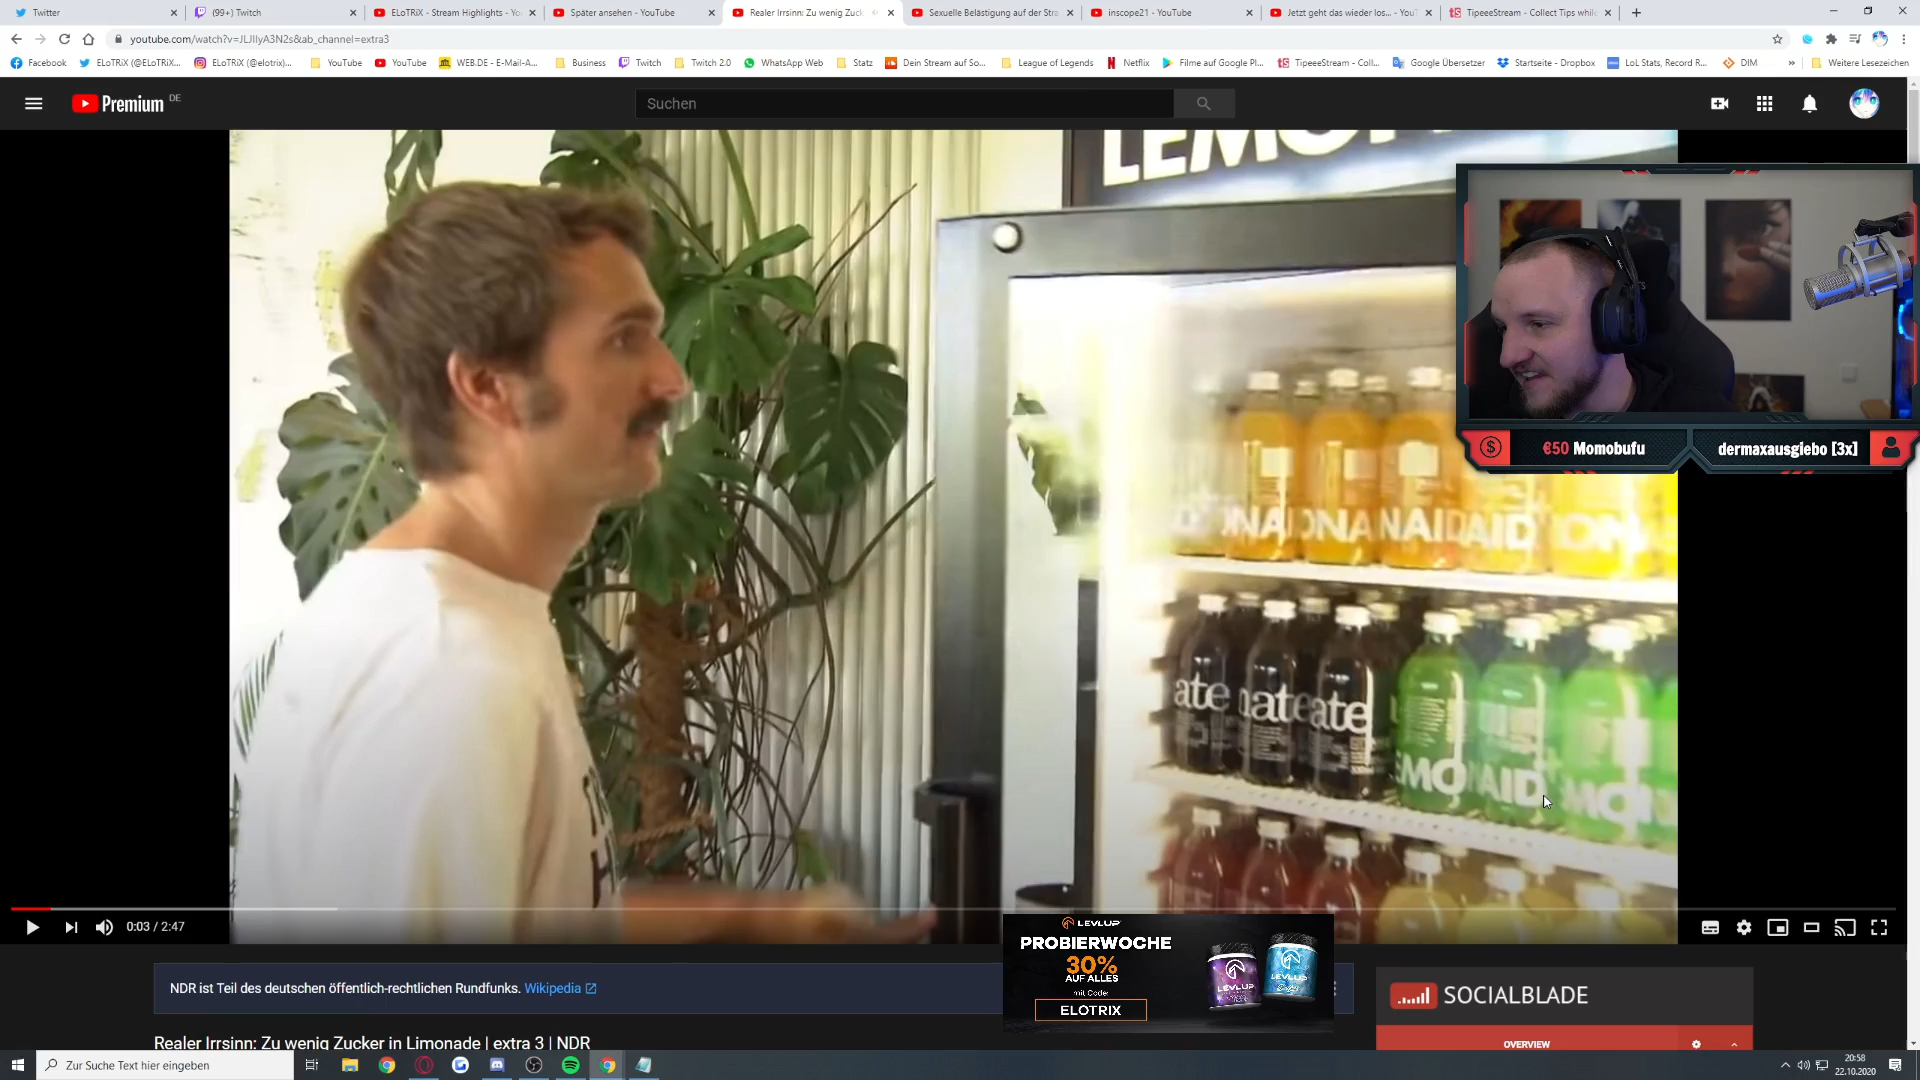 Twitter
(99+) Twitch
ELoTRiX - Stream Highlights - Yo
Später ansehen - YouTube
Realer Irrsinn: Zu wenig Zuck
Sexuelle Belästigung auf der Stra
inscope21 - YouTube
Jetzt geht das wieder los... - YouT
TipeeeStream - Collect Tips while
youtube.com/watch?v=JLJIlyA3N2s&ab_channel=extra3
Facebook
ELoTRiX (@ELoTRiX...
ELoTRiX (@elotrix)...
YouTube
YouTube
WEB.DE - E-Mail-A...
Business
Twitch
Twitch 2.0
WhatsApp Web
Statz
Dein Stream auf So...
League of Legends
Netflix
Filme auf Google Pl...
TipeeeStream - Coll...
Google Übersetzer
Startseite - Dropbox
LoL Stats, Record R...
DIM
»
Weitere Lesezeichen
Premium DE
Suchen
€50 Momobufu
dermaxausgiebo [3x]
ate
ate
0:03 / 2:47
LEVLUP
PROBIERWOCHE
30%
AUF ALLES
mit Code:
ELOTRIX
NDR ist Teil des deutschen öffentlich-rechtlichen Rundfunks. Wikipedia
SOCIALBLADE
Realer Irrsinn: Zu wenig Zucker in Limonade | extra 3 | NDR
OVERVIEW
Zur Suche Text hier eingeben
20:58
22.10.2020